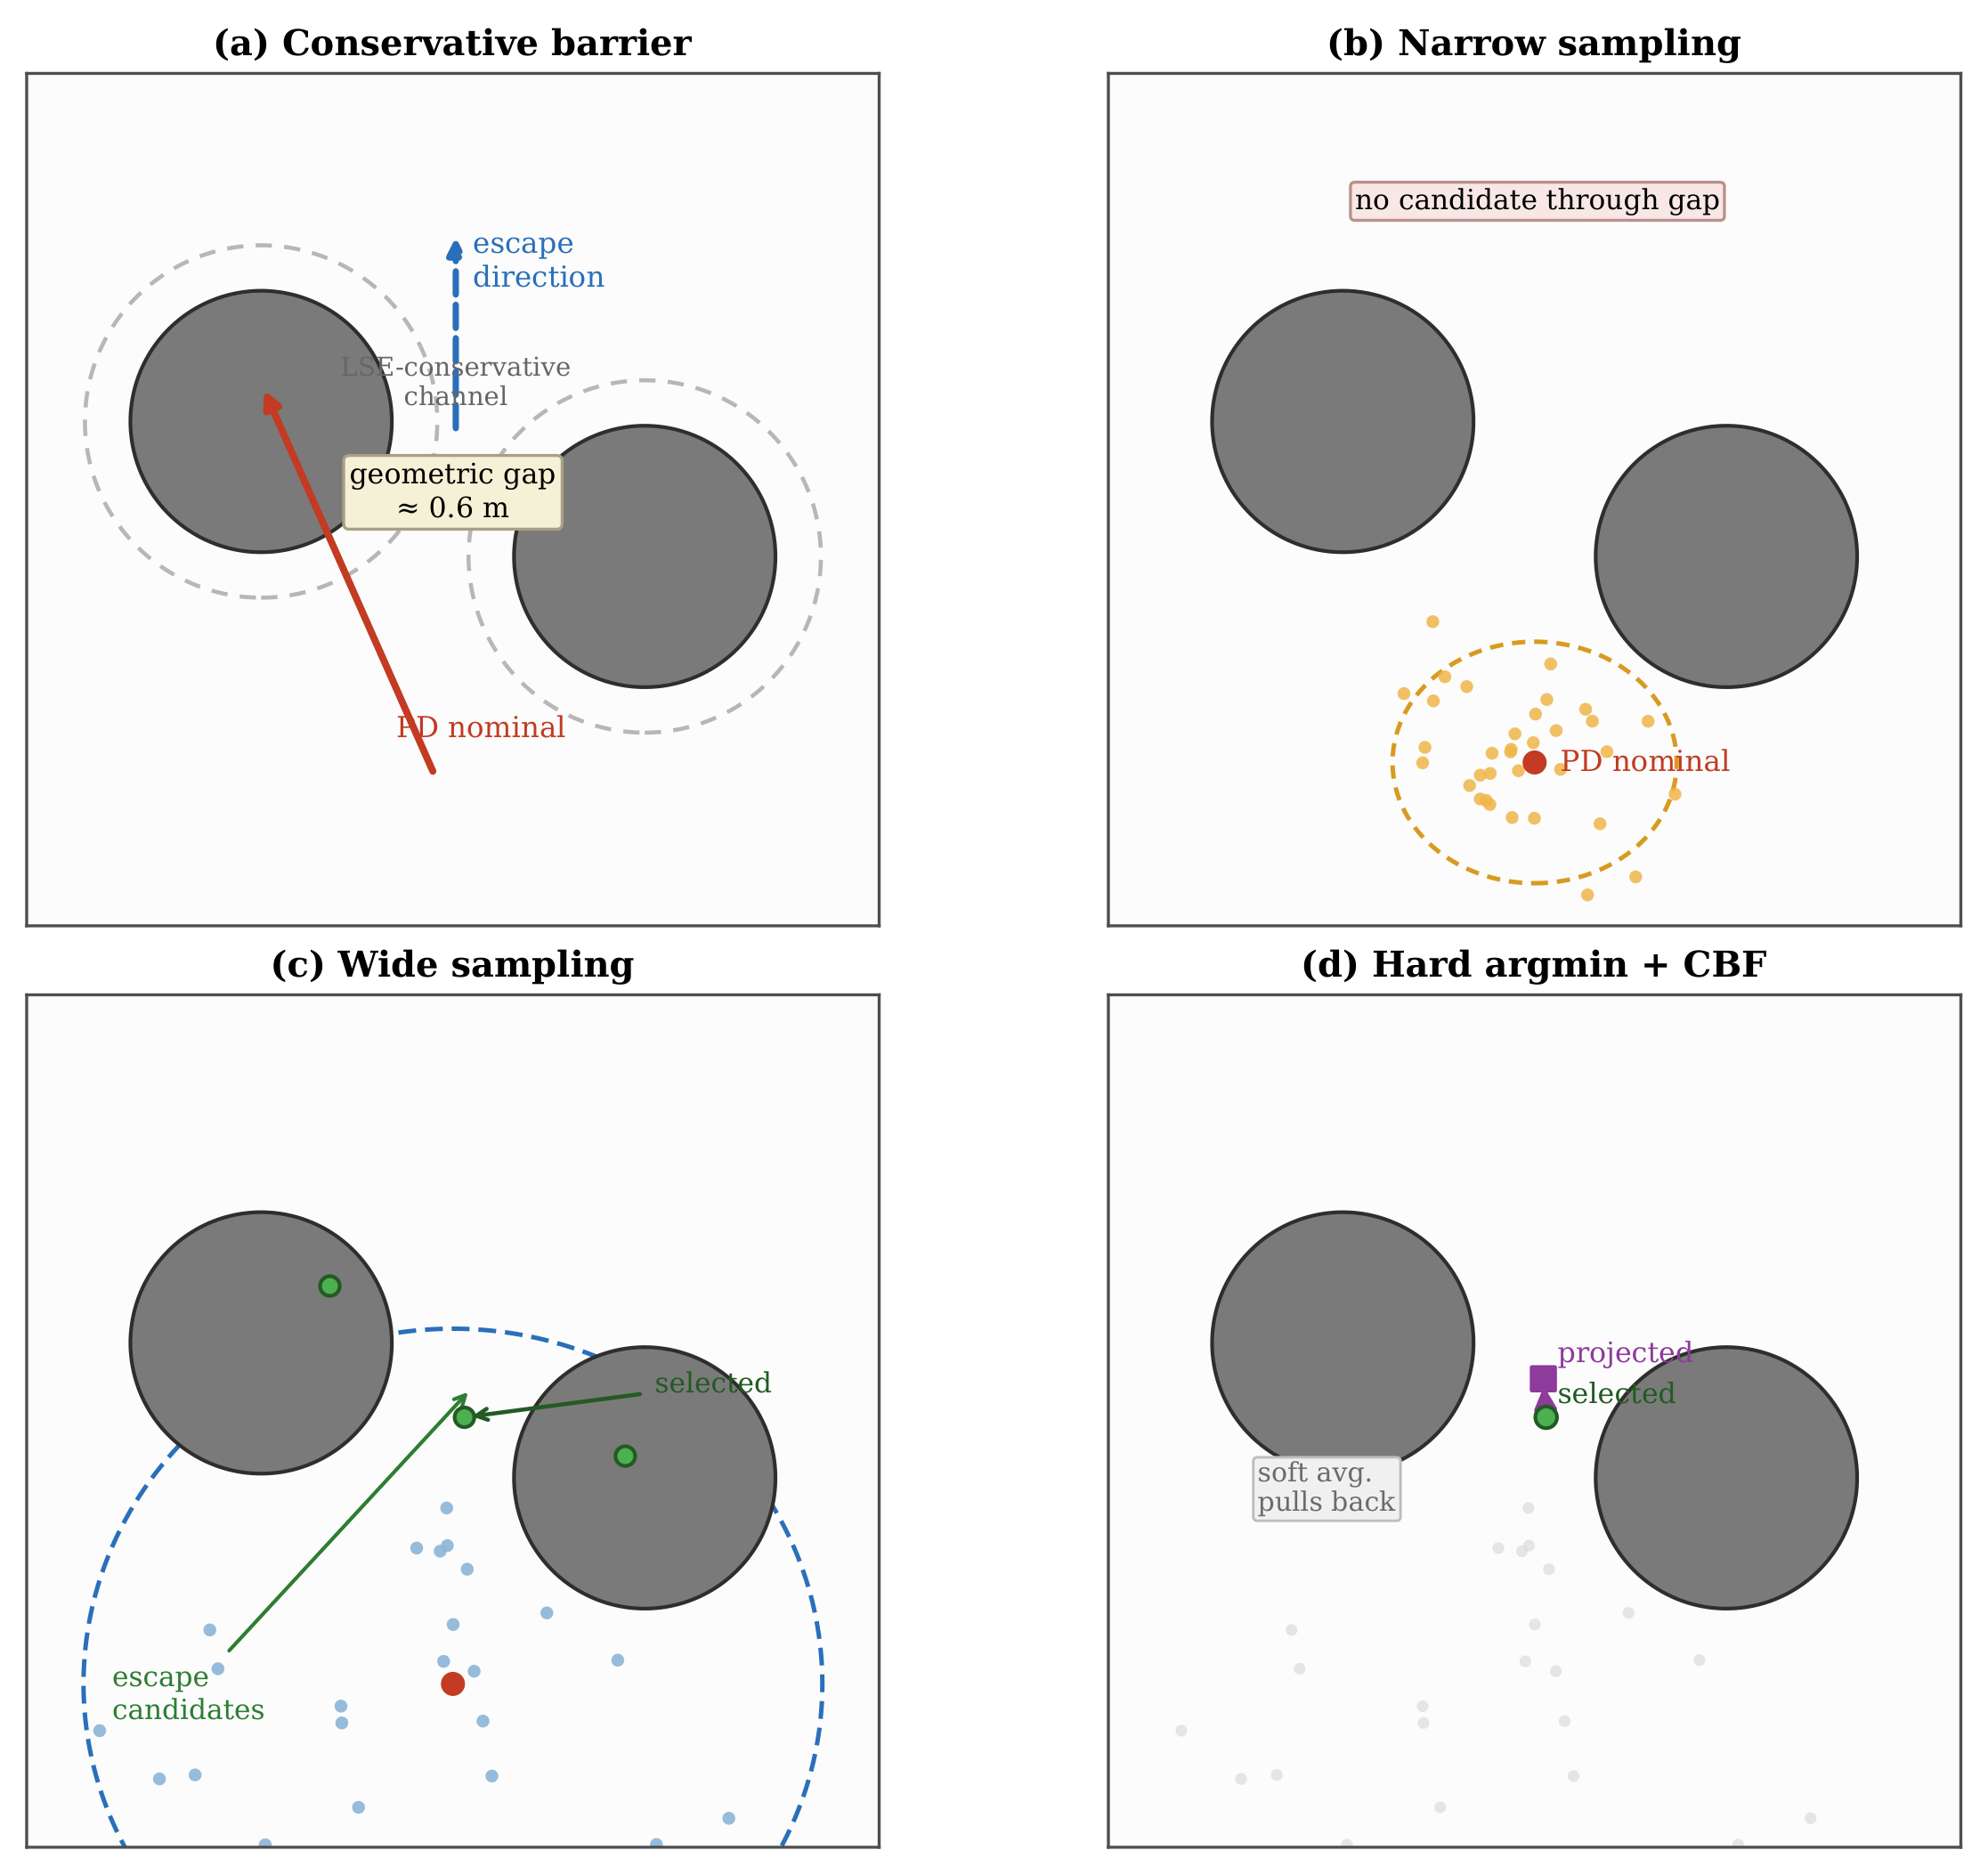 (a) Conservative barrier
escape
direction
LSE-conservative
channel
geometric gap
≈ 0.6 m
PD nominal
(b) Narrow sampling
no candidate through gap
PD nominal
(c) Wide sampling
selected
escape
candidates
(d) Hard argmin + CBF
projected
selected
soft avg.
pulls back